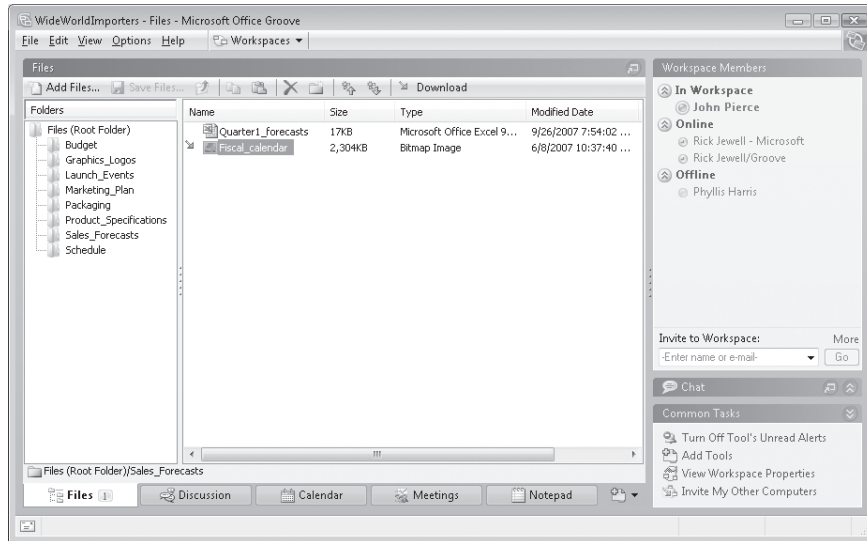 WideWorldImporters - Files - Microsoft Office Groove
File Edit View Options Help Workspaces
Files
Add Files... Save Files... Download
Folders
Files (Root Folder)
Budget
Graphics_Logos
Launch_Events
Marketing_Plan
Packaging
Product_Specifications
Sales_Forecasts
Schedule
Name Size Type Modified Date
Quarter1_forecasts 17KB Microsoft Office Excel 9... 9/26/2007 7:54:02 ...
Fiscal_calendar 2,304KB Bitmap Image 6/8/2007 10:37:40 ...
Files (Root Folder)/Sales_Forecasts
Files 1 Discussion Calendar Meetings Notepad
Workspace Members
In Workspace
John Pierce
Online
Rick Jewell - Microsoft
Rick Jewell/Groove
Offline
Phyllis Harris
Invite to Workspace: More
-Enter name or e-mail- Go
Chat
Common Tasks
Turn Off Tool's Unread Alerts
Add Tools
View Workspace Properties
Invite My Other Computers